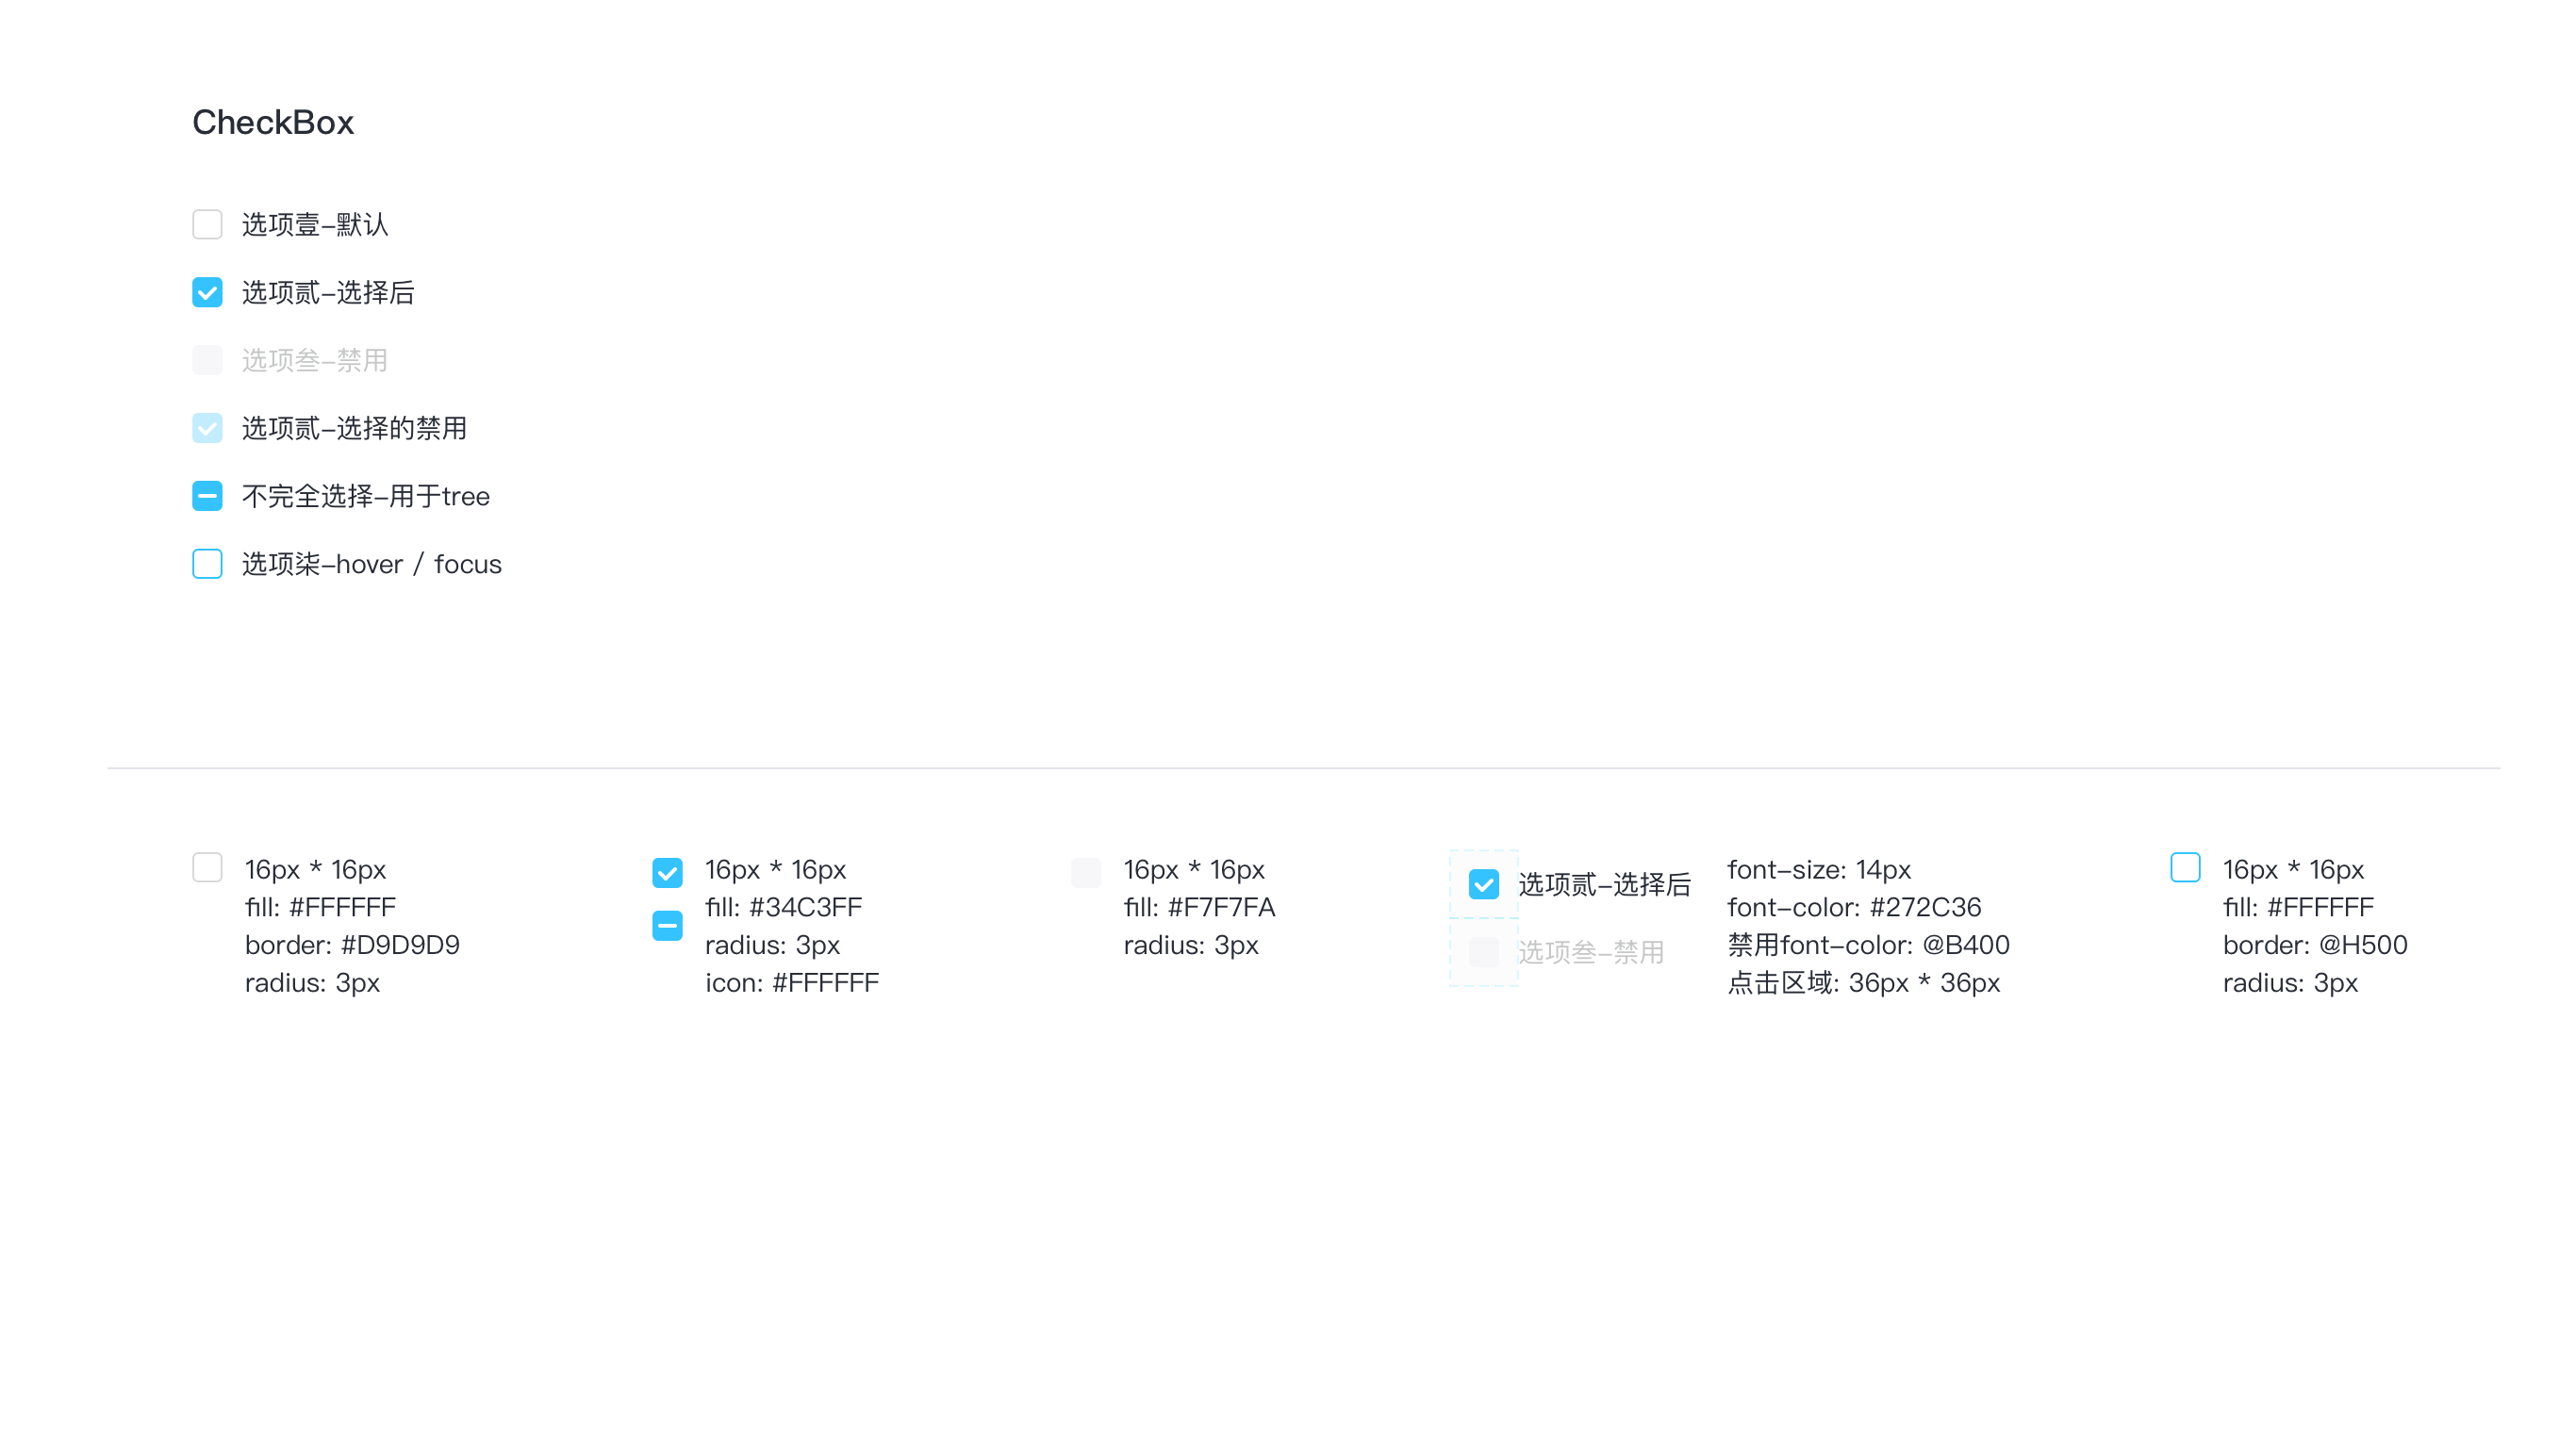 CheckBox
选项壹–默认
选项贰–选择后
选项叁–禁用
选项贰–选择的禁用
不完全选择–用于tree
选项柒–hover / focus
16px * 16px
fill: #FFFFFF
border: #D9D9D9
radius: 3px
16px * 16px
fill: #34C3FF
radius: 3px
icon: #FFFFFF
16px * 16px
fill: #F7F7FA
radius: 3px
选项贰–选择后
选项叁–禁用
font-size: 14px
font-color: #272C36
禁用font-color: @B400
点击区域: 36px * 36px
16px * 16px
fill: #FFFFFF
border: @H500
radius: 3px